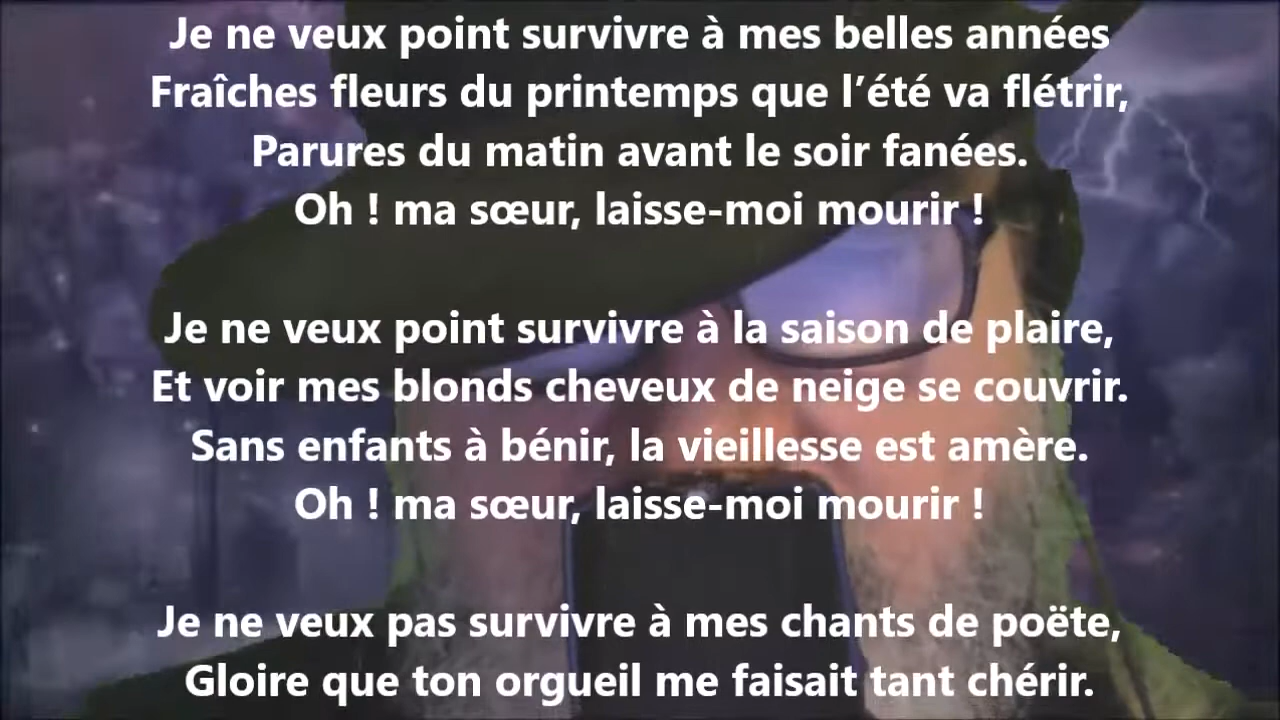 Je ne veux point survivre à mes belles années
Fraîches fleurs du printemps que l’été va flétrir,
Parures du matin avant le soir fanées.
Oh ! ma sœur, laisse-moi mourir !
Je ne veux point survivre à la saison de plaire,
Et voir mes blonds cheveux de neige se couvrir.
Sans enfants à bénir, la vieillesse est amère.
Oh ! ma sœur, laisse-moi mourir !
Je ne veux pas survivre à mes chants de poëte,
Gloire que ton orgueil me faisait tant chérir.